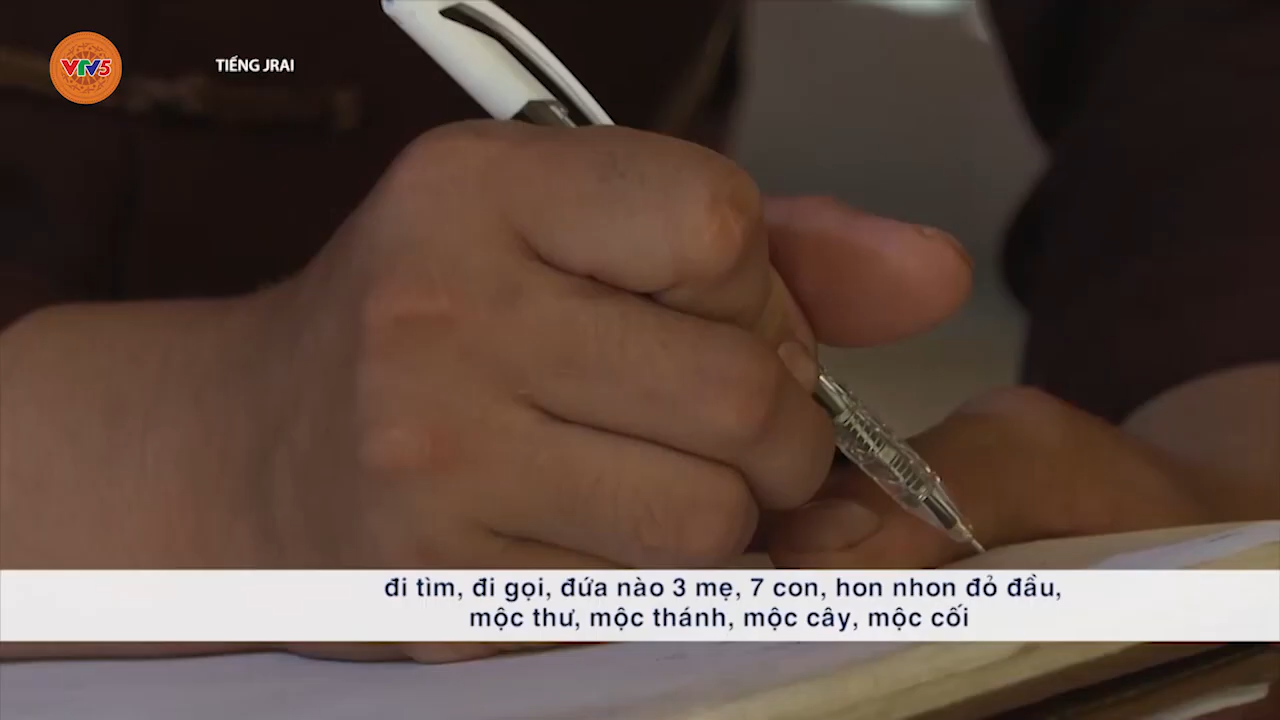 VTV5
TIẾNG JRAI
đi tìm, đi gọi, đứa nào 3 mẹ, 7 con, hon nhon đỏ đầu,
mộc thư, mộc thánh, mộc cây, mộc cối